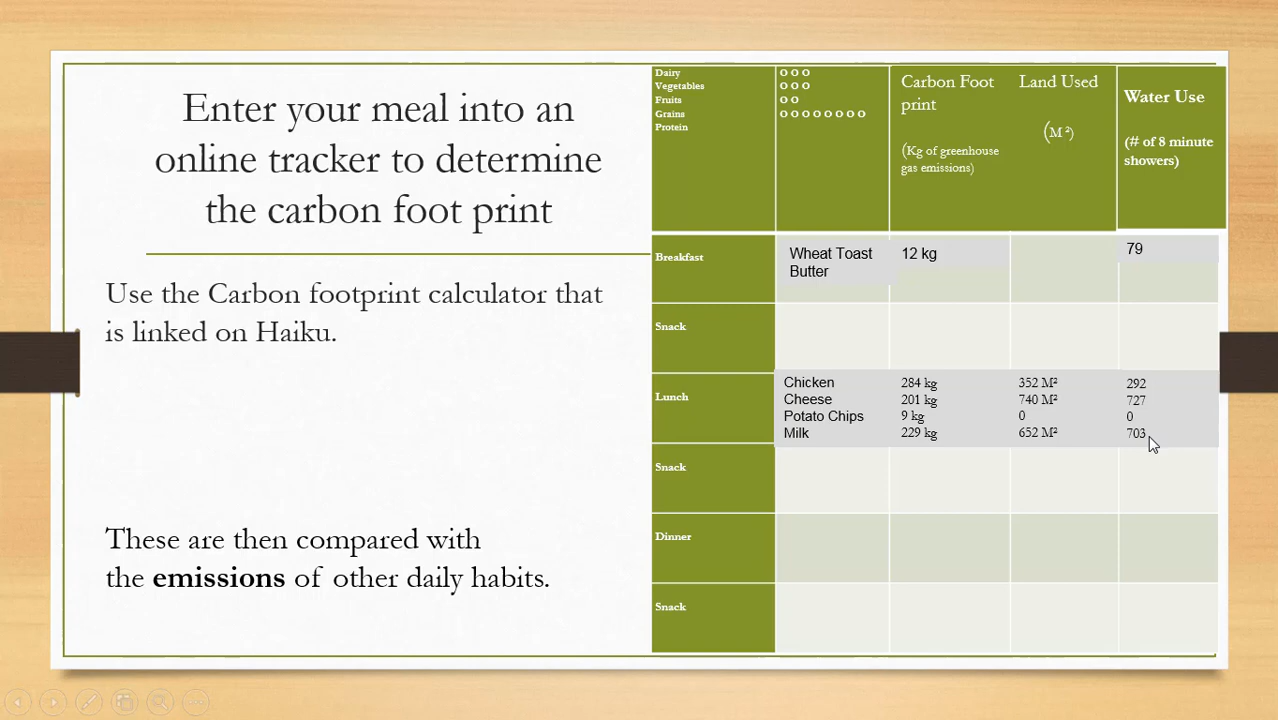 Enter your meal into an
online tracker to determine
the carbon foot print
Use the Carbon footprint calculator that
is linked on Haiku.
These are then compared with
the emissions of other daily habits.
Dairy O O O
Vegetables O O O
Fruits O O
Grains O O O O O O O O
Protein
Carbon Foot
print
(Kg of greenhouse
gas emissions)
Land Used
(M²)
Water Use
(# of 8 minute
showers)
Breakfast
Wheat Toast 12 kg 79
Butter
Snack
Lunch
Chicken 284 kg 352 M² 292
Cheese 201 kg 740 M² 727
Potato Chips 9 kg 0 0
Milk 229 kg 652 M² 703
Snack
Dinner
Snack